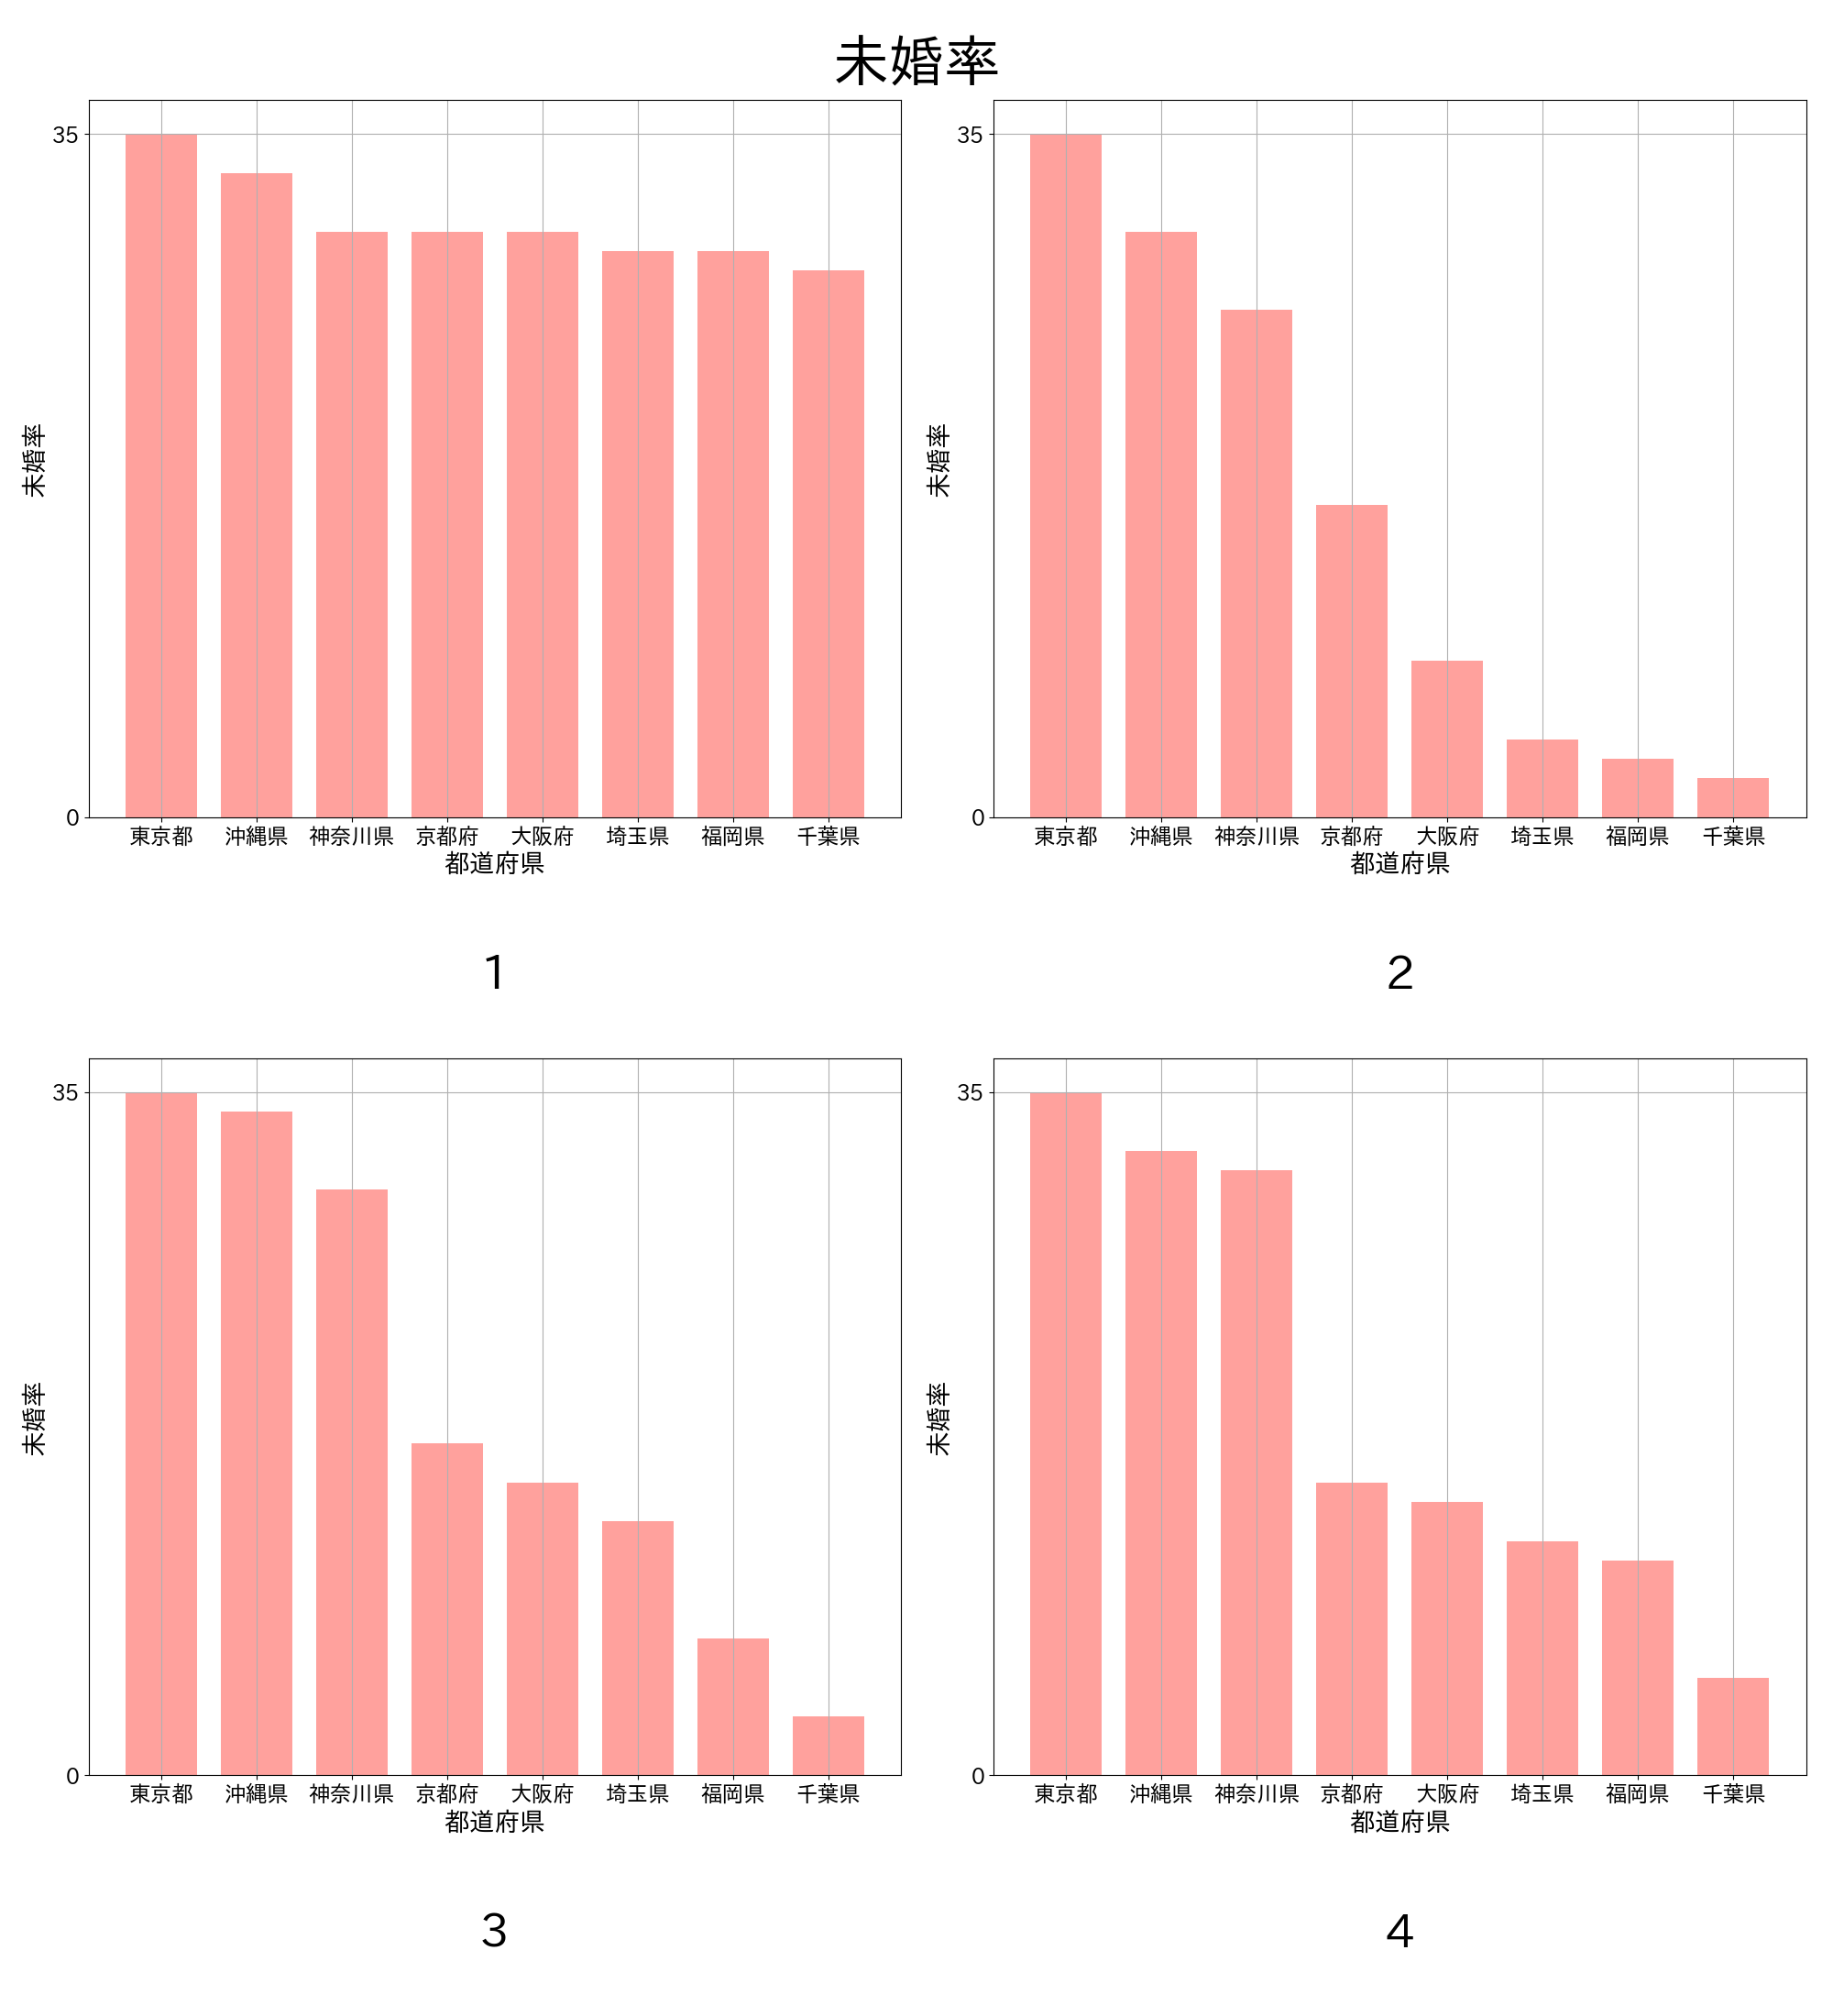 未婚率
35
0
未婚率
東京都 沖縄県 神奈川県 京都府 大阪府 埼玉県 福岡県 千葉県
都道府県
1
35
0
未婚率
東京都 沖縄県 神奈川県 京都府 大阪府 埼玉県 福岡県 千葉県
都道府県
2
35
0
未婚率
東京都 沖縄県 神奈川県 京都府 大阪府 埼玉県 福岡県 千葉県
都道府県
3
35
0
未婚率
東京都 沖縄県 神奈川県 京都府 大阪府 埼玉県 福岡県 千葉県
都道府県
4